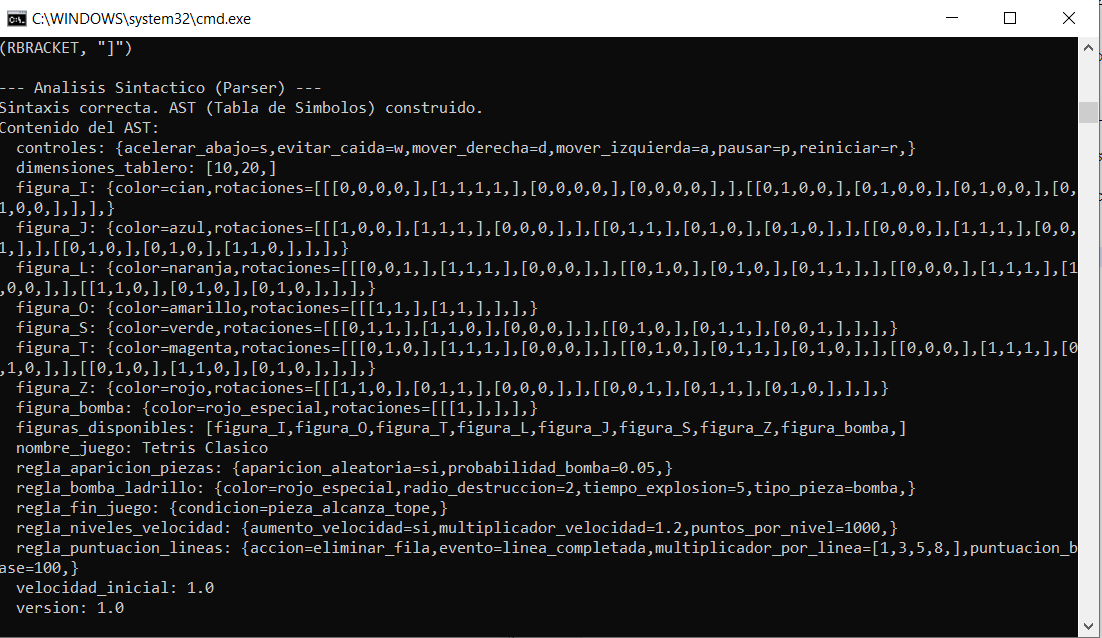 C:\WINDOWS\system32\cmd.exe
(RBRACKET, "]")
--- Analisis Sintactico (Parser) ---
Sintaxis correcta. AST (Tabla de Simbolos) construido.
Contenido del AST:
  controles: {acelerar_abajo=s,evitar_caida=w,mover_derecha=d,mover_izquierda=a,pausar=p,reiniciar=r,}
  dimensiones_tablero: [10,20,]
  figura_I: {color=cian,rotaciones=[[[0,0,0,0,],[1,1,1,1,],[0,0,0,0,],[0,0,0,0,],],[[0,1,0,0,],[0,1,0,0,],[0,1,0,0,],[0,
1,0,0,],],],}
  figura_J: {color=azul,rotaciones=[[[1,0,0,],[1,1,1,],[0,0,0,],],[[0,1,1,],[0,1,0,],[0,1,0,],],[[0,0,0,],[1,1,1,],[0,0,
1,],],[[0,1,0,],[0,1,0,],[1,1,0,],],],}
  figura_L: {color=naranja,rotaciones=[[[0,0,1,],[1,1,1,],[0,0,0,],],[[0,1,0,],[0,1,0,],[0,1,1,],],[[0,0,0,],[1,1,1,],[1
,0,0,],],[[1,1,0,],[0,1,0,],[0,1,0,],],],}
  figura_O: {color=amarillo,rotaciones=[[[1,1,],[1,1,],],],}
  figura_S: {color=verde,rotaciones=[[[0,1,1,],[1,1,0,],[0,0,0,],],[[0,1,0,],[0,1,1,],[0,0,1,],],],}
  figura_T: {color=magenta,rotaciones=[[[0,1,0,],[1,1,1,],[0,0,0,],],[[0,1,0,],[0,1,1,],[0,1,0,],],[[0,0,0,],[1,1,1,],[0
,1,0,],],[[0,1,0,],[1,1,0,],[0,1,0,],],],}
  figura_Z: {color=rojo,rotaciones=[[[1,1,0,],[0,1,1,],[0,0,0,],],[[0,0,1,],[0,1,1,],[0,1,0,],],],}
  figura_bomba: {color=rojo_especial,rotaciones=[[[1,],],],}
  figuras_disponibles: [figura_I,figura_O,figura_T,figura_L,figura_J,figura_S,figura_Z,figura_bomba,]
  nombre_juego: Tetris Clasico
  regla_aparicion_piezas: {aparicion_aleatoria=si,probabilidad_bomba=0.05,}
  regla_bomba_ladrillo: {color=rojo_especial,radio_destruccion=2,tiempo_explosion=5,tipo_pieza=bomba,}
  regla_fin_juego: {condicion=pieza_alcanza_tope,}
  regla_niveles_velocidad: {aumento_velocidad=si,multiplicador_velocidad=1.2,puntos_por_nivel=1000,}
  regla_puntuacion_lineas: {accion=eliminar_fila,evento=linea_completada,multiplicador_por_linea=[1,3,5,8,],puntuacion_b
ase=100,}
  velocidad_inicial: 1.0
  version: 1.0